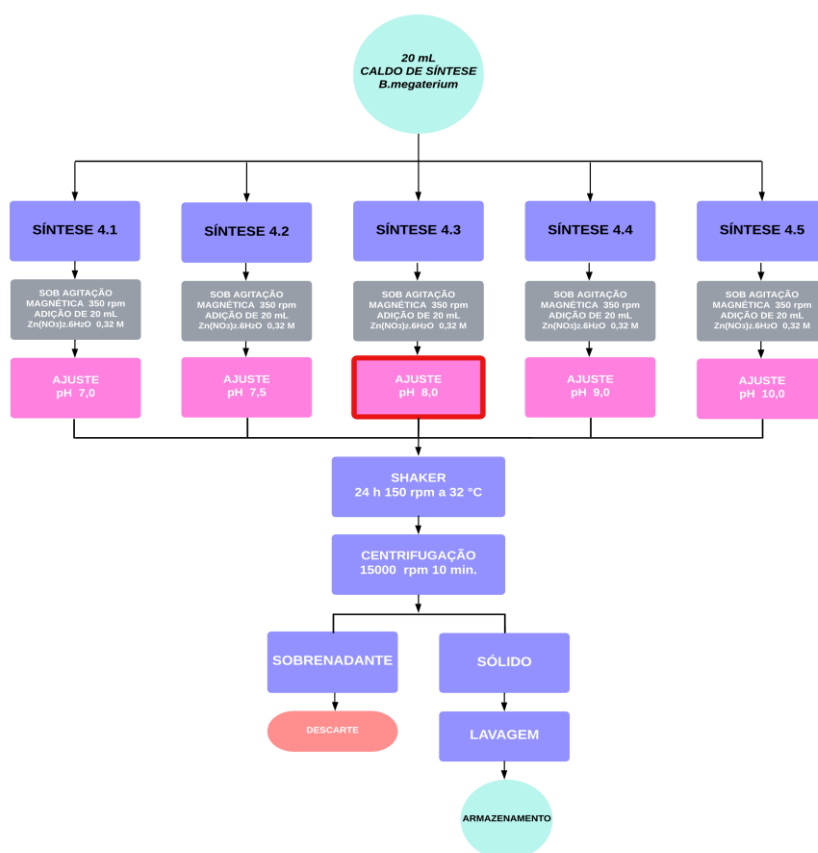 20 mL
CALDO DE SÍNTESE
B.megaterium
SÍNTESE 4.1
SÍNTESE 4.2
SÍNTESE 4.3
SÍNTESE 4.4
SÍNTESE 4.5
SOB AGITAÇÃO
MAGNÉTICA 350 rpm
ADIÇÃO DE 20 mL
Zn(NO3)2.6H2O 0,32 M
SOB AGITAÇÃO
MAGNÉTICA 350 rpm
ADIÇÃO DE 20 mL
Zn(NO3)2.6H2O 0,32 M
SOB AGITAÇÃO
MAGNÉTICA 350 rpm
ADIÇÃO DE 20 mL
Zn(NO3)2.6H2O 0,32 M
SOB AGITAÇÃO
MAGNÉTICA 350 rpm
ADIÇÃO DE 20 mL
Zn(NO3)2.6H2O 0,32 M
SOB AGITAÇÃO
MAGNÉTICA 350 rpm
ADIÇÃO DE 20 mL
Zn(NO3)2.6H2O 0,32 M
AJUSTE
pH 7,0
AJUSTE
pH 7,5
AJUSTE
pH 8,0
AJUSTE
pH 9,0
AJUSTE
pH 10,0
SHAKER
24 h 150 rpm a 32 °C
CENTRIFUGAÇÃO
15000 rpm 10 min.
SOBRENADANTE
SÓLIDO
DESCARTE
LAVAGEM
ARMAZENAMENTO